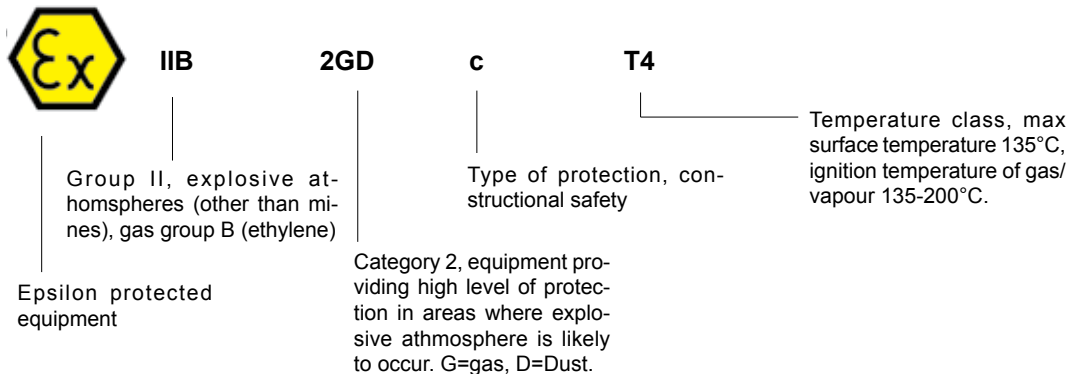 Ex
IIB 2GD c T4
Group II, explosive at-
homspheres (other than mi-
nes), gas group B (ethylene)
Epsilon protected
equipment
Category 2, equipment pro-
viding high level of protec-
tion in areas where explo-
sive athmosphere is likely
to occur. G=gas, D=Dust.
Type of protection, con-
structional safety
Temperature class, max
surface temperature 135°C,
ignition temperature of gas/
vapour 135-200°C.